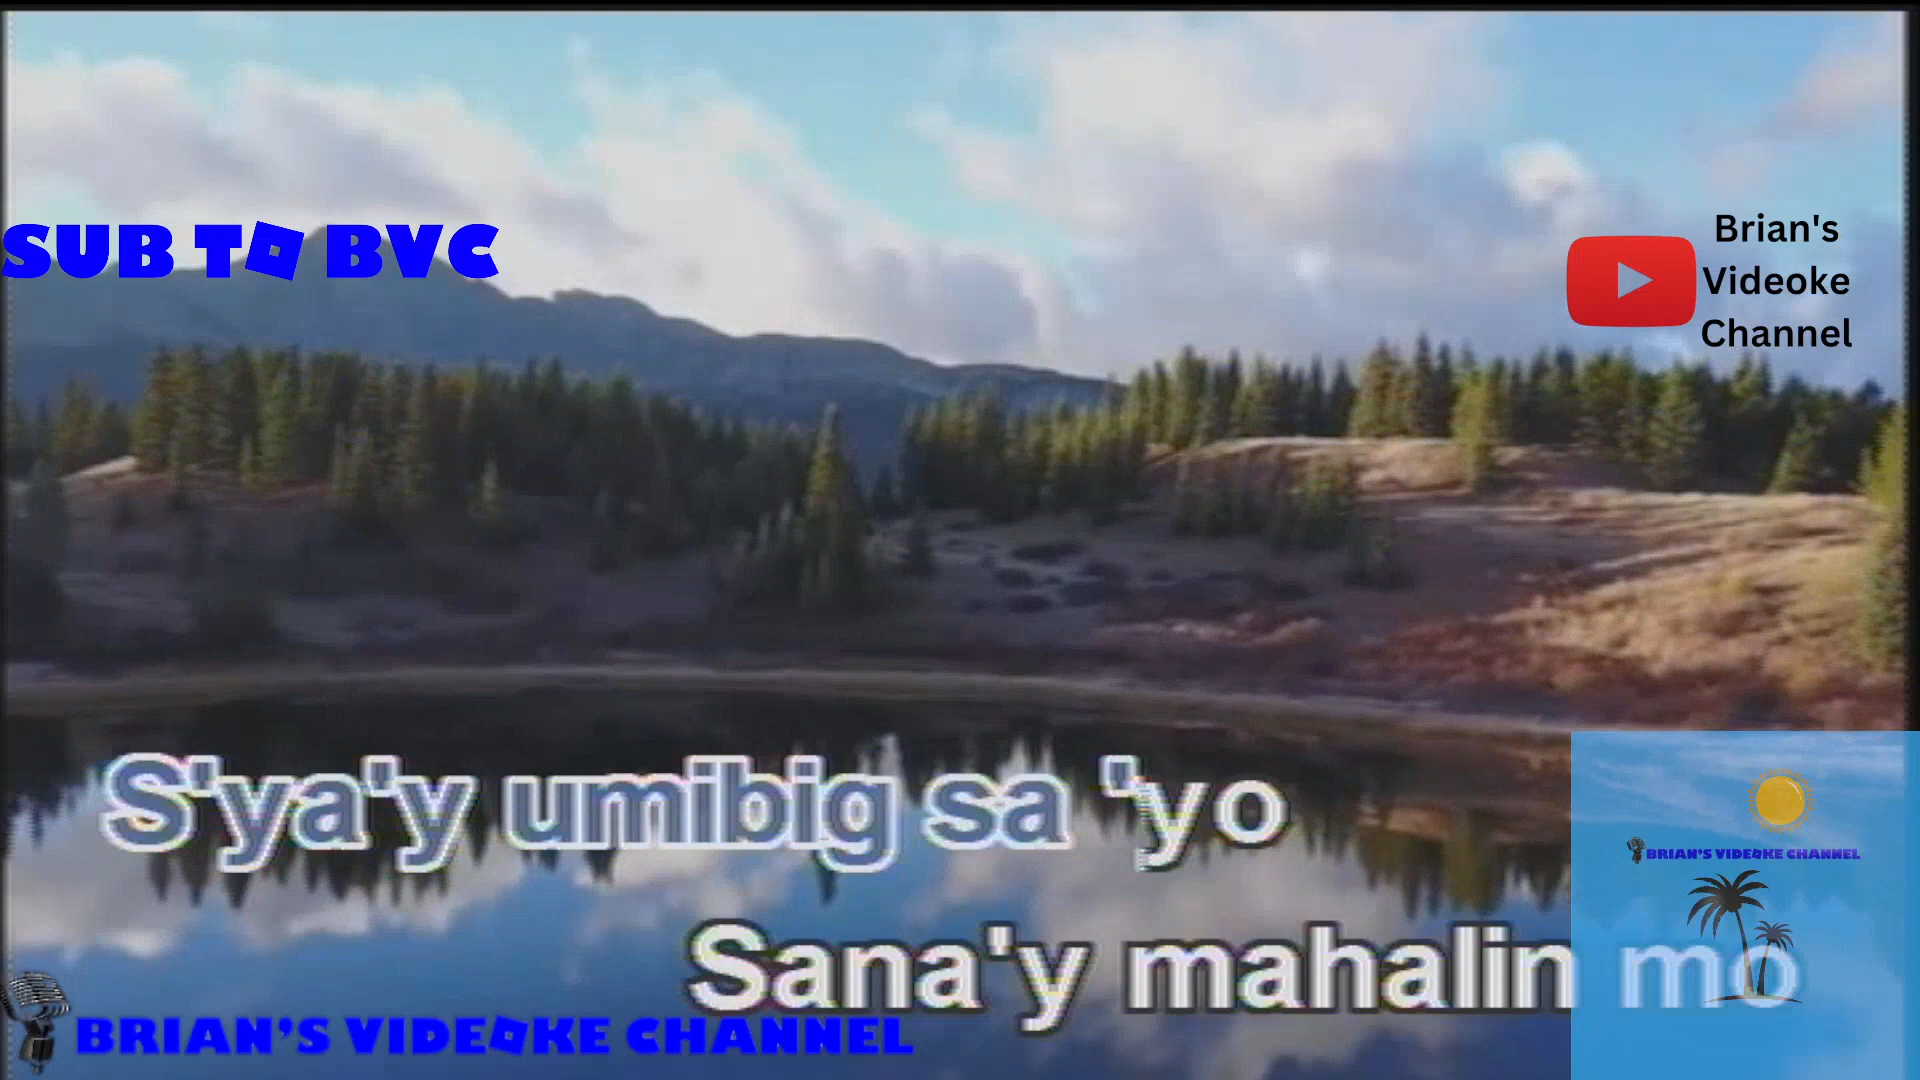 SUB TO BVC
Brian's
Videoke
Channel
S'ya'y umibig sa 'yo
BRIAN'S VIDEOKE CHANNEL
Sana'y mahalin mo
BRIAN'S VIDEOKE CHANNEL